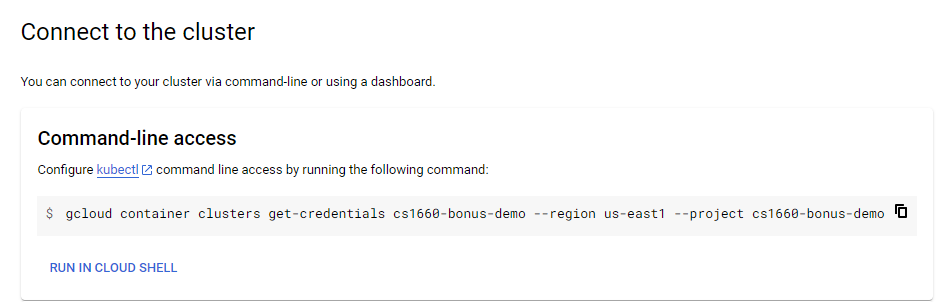 Connect to the cluster
You can connect to your cluster via command-line or using a dashboard.
Command-line access
Configure kubectl command line access by running the following command:
$ gcloud container clusters get-credentials cs1660-bonus-demo --region us-east1 --project cs1660-bonus-demo
RUN IN CLOUD SHELL